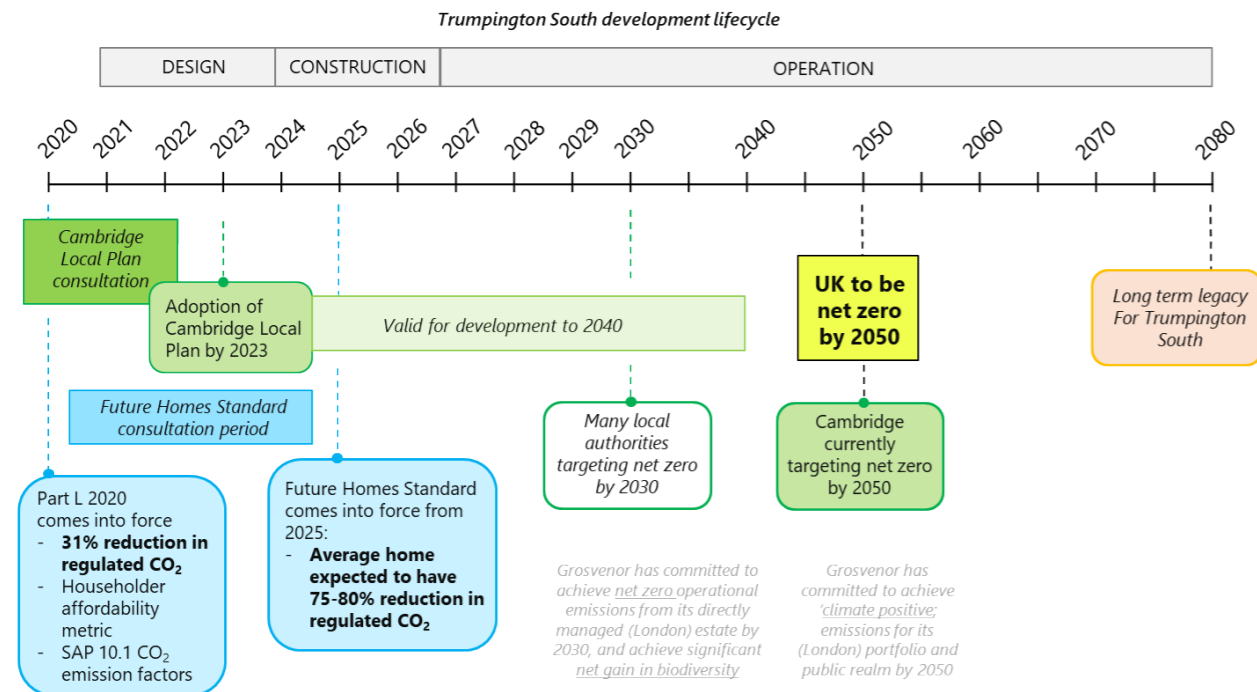 Trumpington South development lifecycle
DESIGN
CONSTRUCTION
OPERATION
2020
2021
2022
2023
2024
2025
2026
2027
2028
2029
2030
2040
2050
2060
2070
2080
Cambridge
Local Plan
consultation
Adoption of
Cambridge Local
Plan by 2023
Valid for development to 2040
UK to be
net zero
by 2050
Long term legacy
For Trumpington
South
Future Homes Standard
consultation period
Many local
authorities
targeting net zero
by 2030
Cambridge
currently
targeting net zero
by 2050
Part L 2020
comes into force
- 31% reduction in
regulated CO₂
- Householder
affordability
metric
- SAP 10.1 CO₂
emission factors
Future Homes Standard
comes into force from
2025:
- Average home
expected to have
75-80% reduction in
regulated CO₂
Grosvenor has committed to
achieve net zero operational
emissions from its directly
managed (London) estate by
2030, and achieve significant
net gain in biodiversity
Grosvenor has
committed to achieve
'climate positive;
emissions for its
(London) portfolio and
public realm by 2050